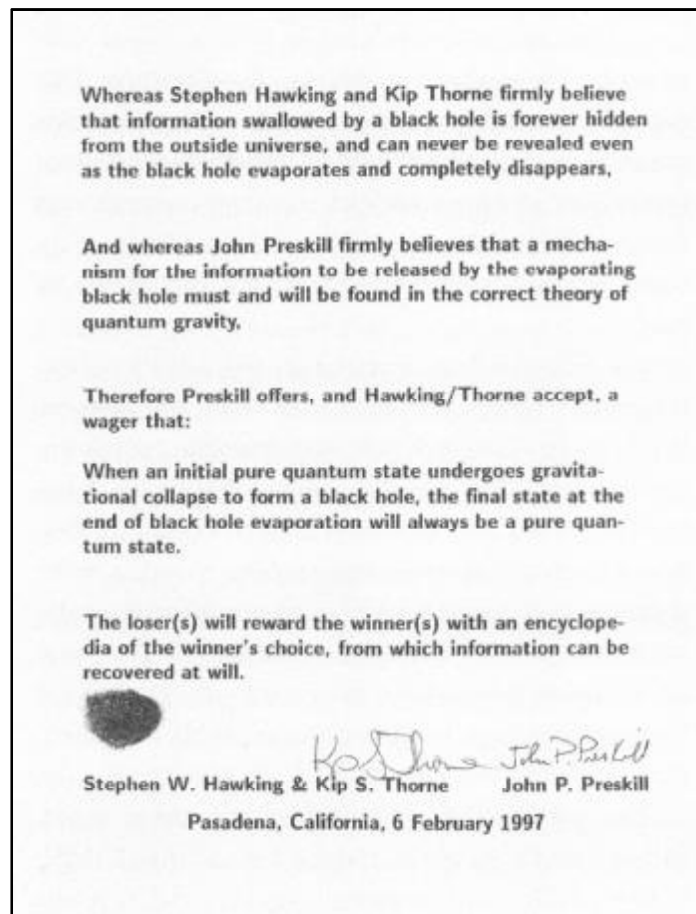 Whereas Stephen Hawking and Kip Thorne firmly believe
that information swallowed by a black hole is forever hidden
from the outside universe, and can never be revealed even
as the black hole evaporates and completely disappears,
And whereas John Preskill firmly believes that a mecha-
nism for the information to be released by the evaporating
black hole must and will be found in the correct theory of
quantum gravity,
Therefore Preskill offers, and Hawking/Thorne accept, a
wager that:
When an initial pure quantum state undergoes gravita-
tional collapse to form a black hole, the final state at the
end of black hole evaporation will always be a pure quan-
tum state.
The loser(s) will reward the winner(s) with an encyclope-
dia of the winner's choice, from which information can be
recovered at will.
Kip S Thorne John P. Preskill
Stephen W. Hawking & Kip S. Thorne John P. Preskill
Pasadena, California, 6 February 1997